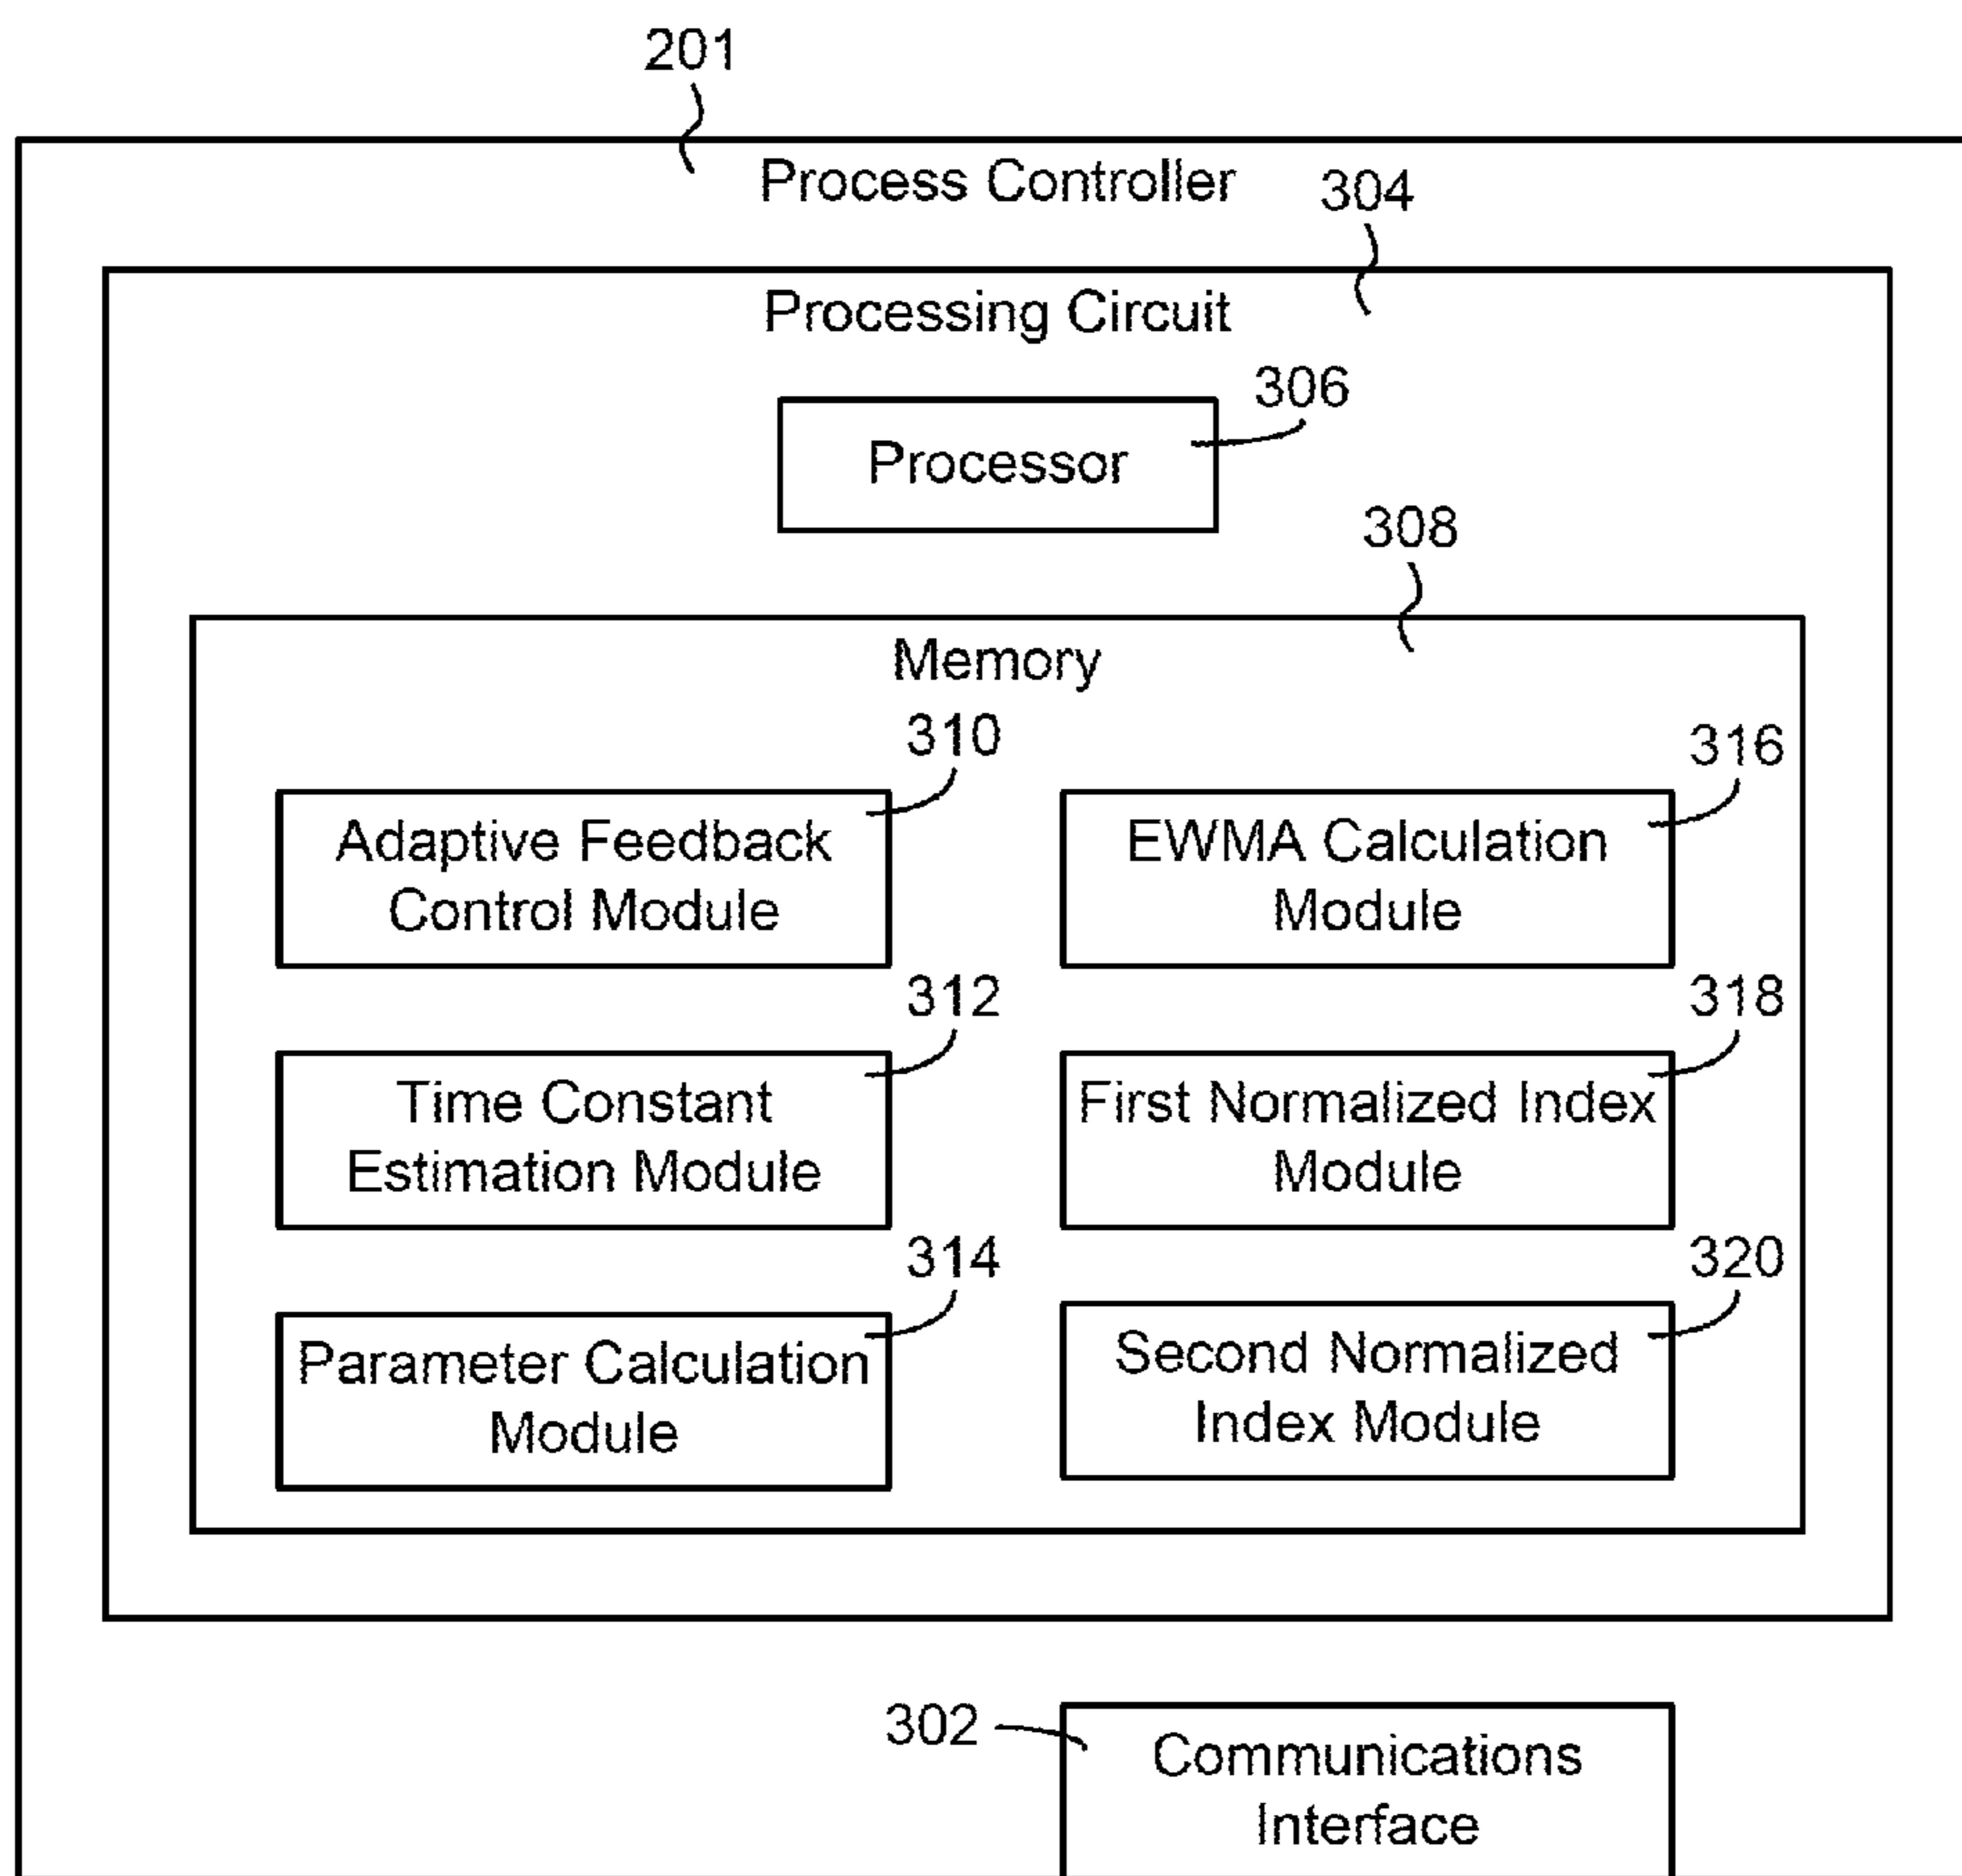 201
Process Controller
304
Processing Circuit
306
Processor
308
Memory
310
Adaptive Feedback
Control Module
316
EWMA Calculation
Module
312
Time Constant
Estimation Module
318
First Normalized Index
Module
314
Parameter Calculation
Module
320
Second Normalized
Index Module
302
Communications
Interface